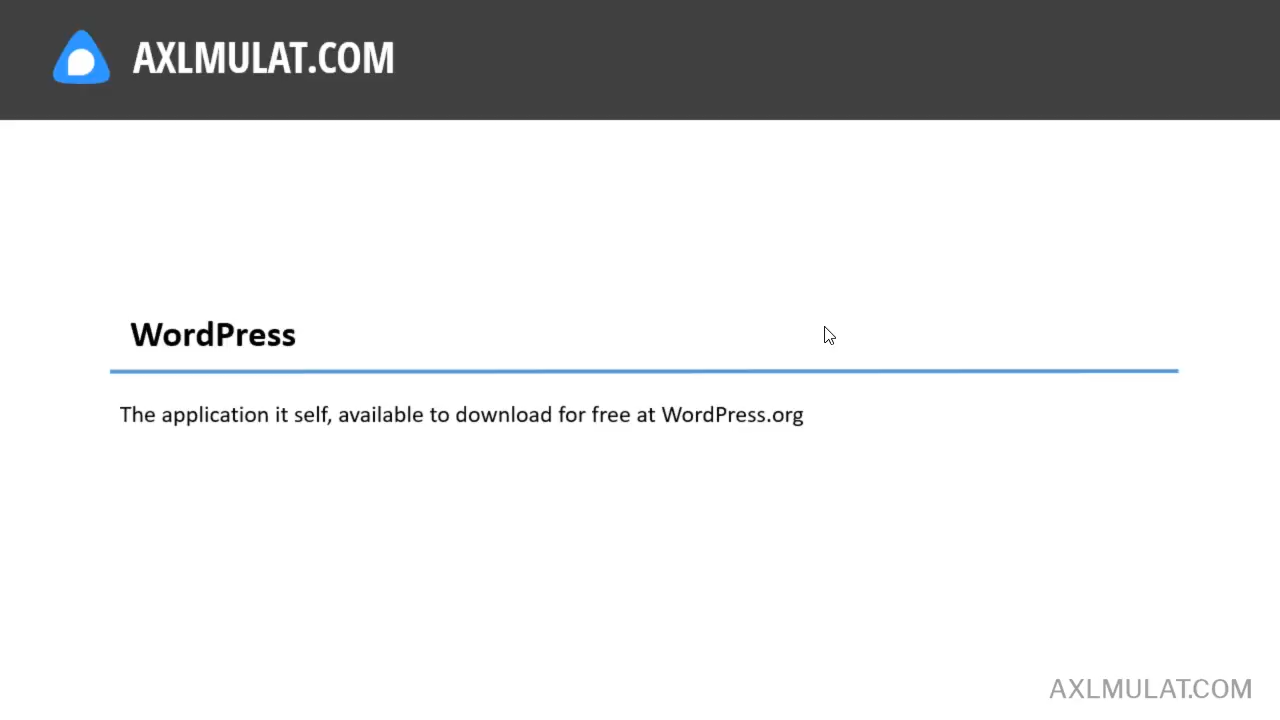 AXLMULAT.COM
WordPress
The application it self, available to download for free at WordPress.org
AXLMULAT.COM